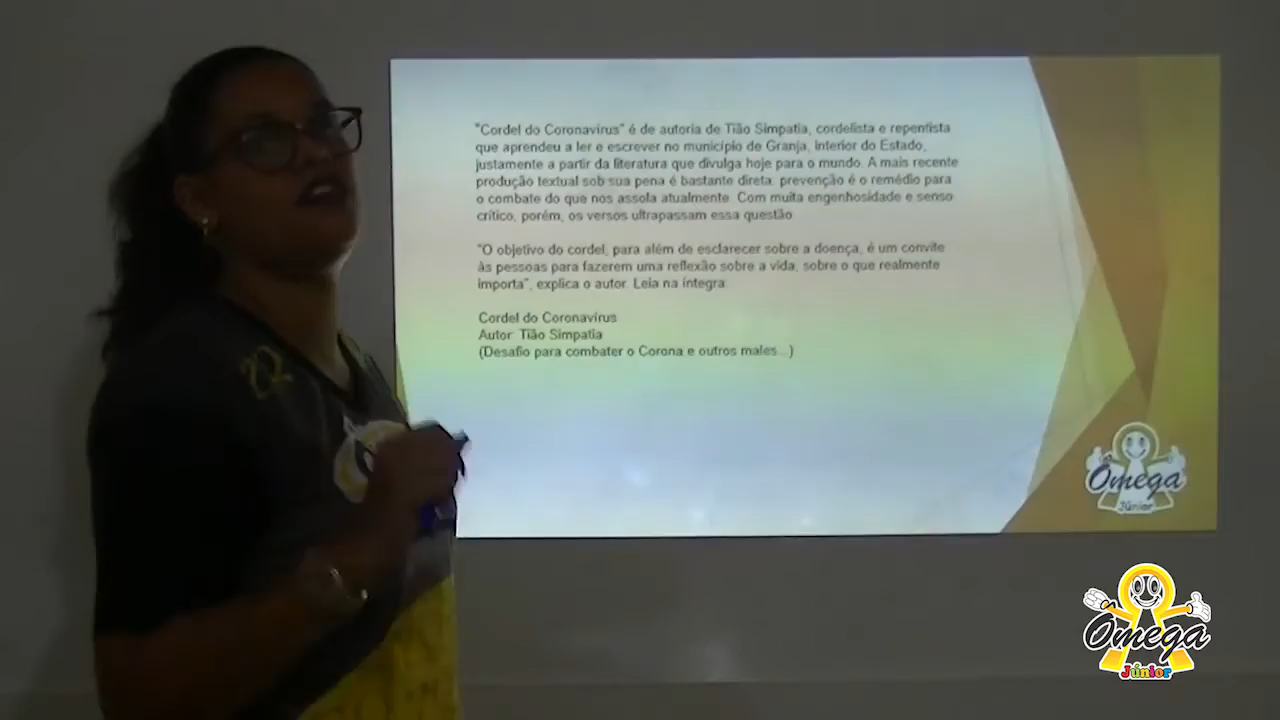 "Cordel do Coronavírus" é de autoria de Tião Simpatia, cordelista e repentista
que aprendeu a ler e escrever no município de Granja, Interior do Estado,
justamente a partir da literatura que divulga hoje para o mundo. A mais recente
produção textual sob sua pena é bastante direta: prevenção é o remédio para
o combate do que nos assola atualmente. Com muita engenhosidade e senso
crítico, porém, os versos ultrapassam essa questão.
"O objetivo do cordel, para além de esclarecer sobre a doença, é um convite
às pessoas para fazerem uma reflexão sobre a vida, sobre o que realmente
importa", explica o autor. Leia na íntegra:
Cordel do Coronavírus
Autor: Tião Simpatia
(Desafio para combater o Corona e outros males...)
Ômega
Júnior
Ômega
Júnior
22